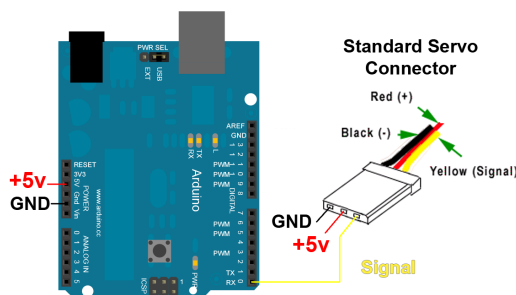 PWR SEL
EXT
USB
Standard Servo
Connector
Red (+)
Black (-)
Yellow (Signal)
AREF
GND
13
12
11
10
9
8
RX
TX
L
PWM
PWM
PWM
RESET
3V3
5V
Gnd
Vin
POWER
www.arduino.cc
Arduino
DIGITAL
+5v
GND
7
6
5
4
3
2
1
0
PWM
PWM
PWM
TX
RX
ANALOG IN
0
1
2
3
4
5
ICSP
1
PWR
GND
+5v
Signal